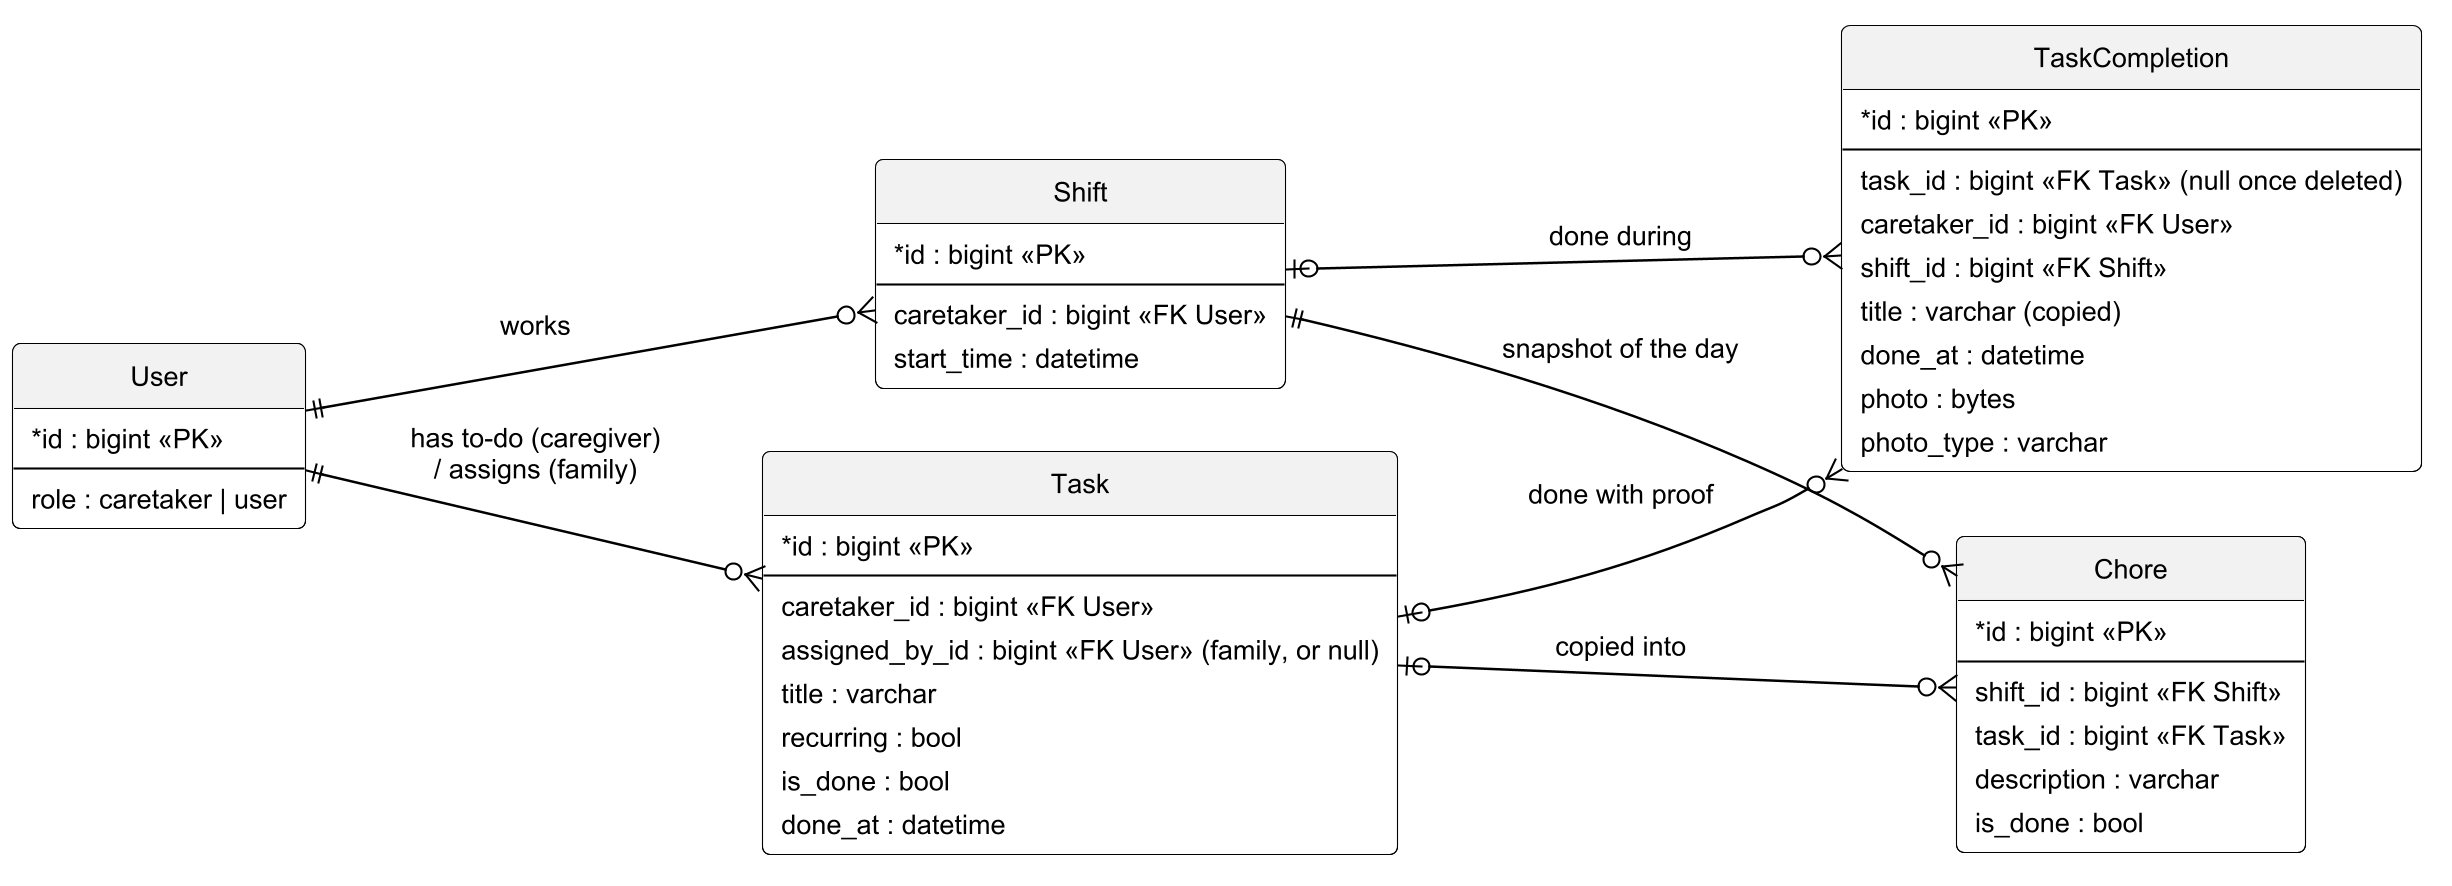 User
*id : bigint «PK»
role : caretaker | user
works
has to-do (caregiver)
/ assigns (family)
Shift
*id : bigint «PK»
caretaker_id : bigint «FK User»
start_time : datetime
Task
*id : bigint «PK»
caretaker_id : bigint «FK User»
assigned_by_id : bigint «FK User» (family, or null)
title : varchar
recurring : bool
is_done : bool
done_at : datetime
done during
snapshot of the day
done with proof
copied into
TaskCompletion
*id : bigint «PK»
task_id : bigint «FK Task» (null once deleted)
caretaker_id : bigint «FK User»
shift_id : bigint «FK Shift»
title : varchar (copied)
done_at : datetime
photo : bytes
photo_type : varchar
Chore
*id : bigint «PK»
shift_id : bigint «FK Shift»
task_id : bigint «FK Task»
description : varchar
is_done : bool